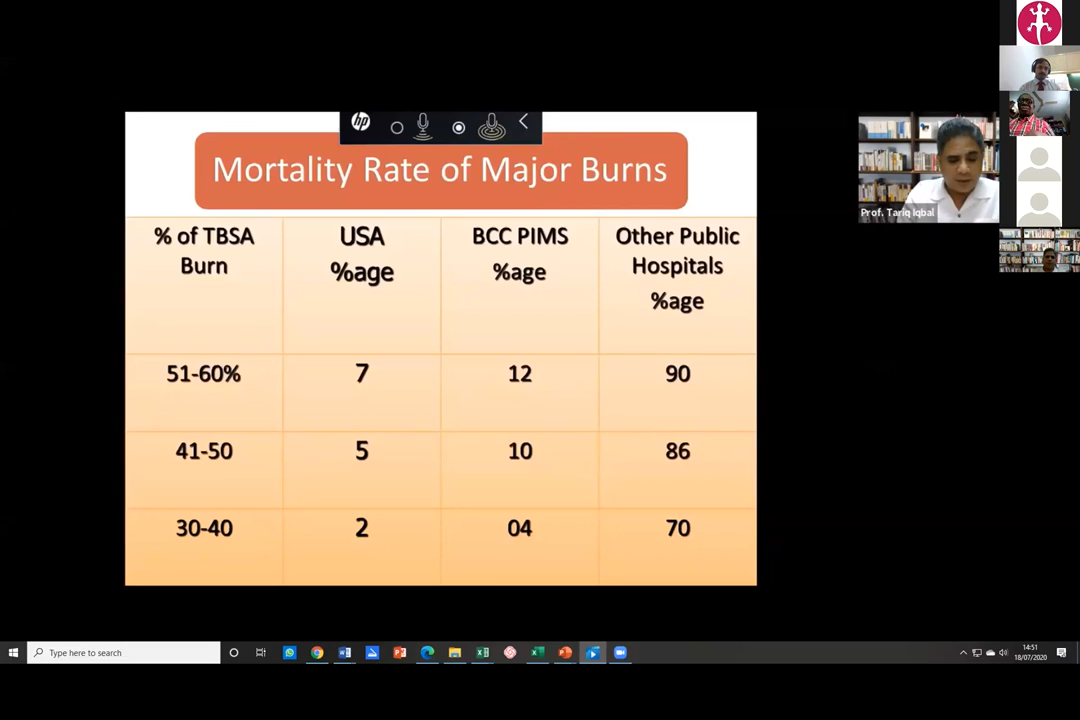 hp
Mortality Rate of Major Burns
% of TBSA Burn
USA %age
BCC PIMS %age
Other Public Hospitals %age
51-60% 7 12 90
41-50 5 10 86
30-40 2 04 70
Prof. Tariq Iqbal
Type here to search
14:51
18/07/2020